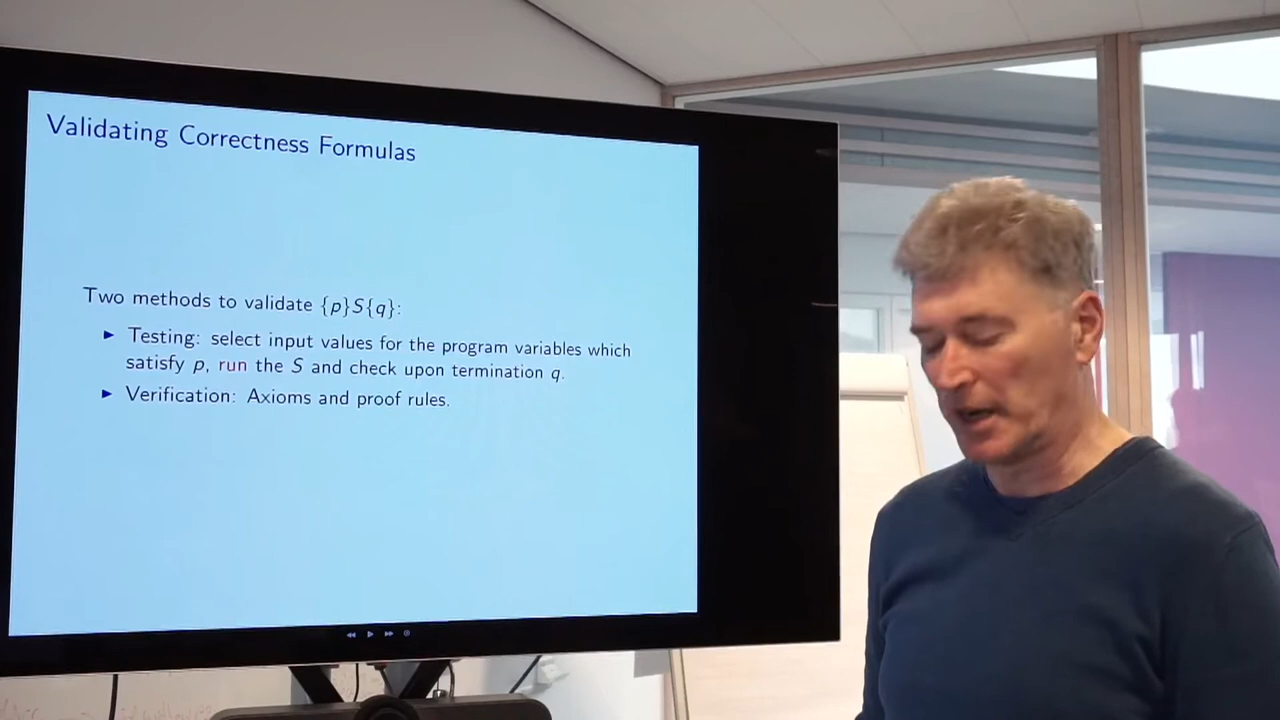 Validating Correctness Formulas
Two methods to validate {p}S{q}:
► Testing: select input values for the program variables which
satisfy p, run the S and check upon termination q.
► Verification: Axioms and proof rules.